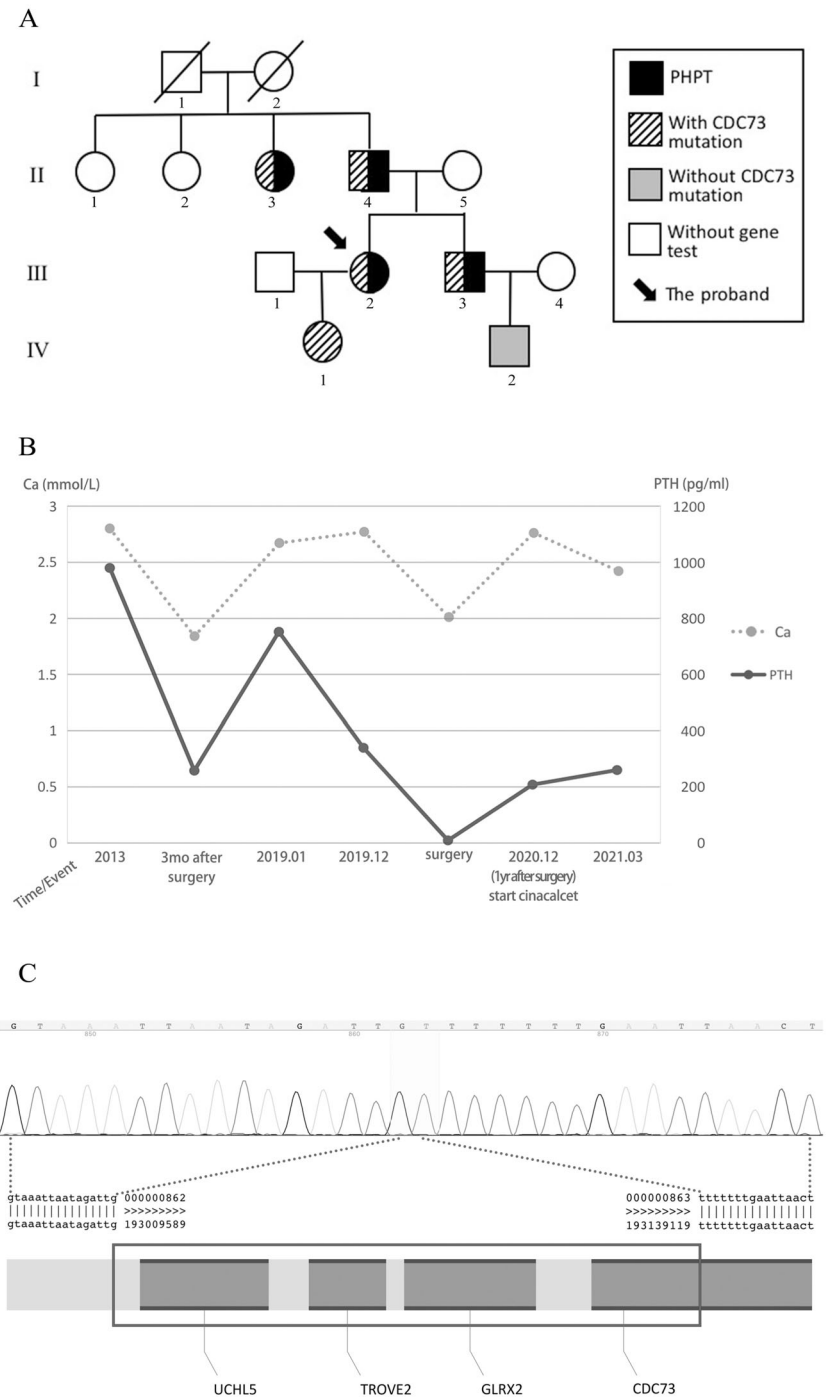 A
I
1
2
II
1
2
3
4
5
III
1
2
3
4
IV
1
2
PHPT
With CDC73
mutation
Without CDC73
mutation
Without gene
test
The proband
B
Ca (mmol/L)
PTH (pg/ml)
3
2.5
2
1.5
1
0.5
0
1200
1000
800
600
400
200
0
Ca
PTH
Time/Event
2013
3mo after
surgery
2019.01
2019.12
surgery
2020.12
(1yr after surgery)
start cinacalcet
2021.03
C
G T A A A T T A A T A G A T T G T T T T T T T G A A T T A A C T
850 860 870
gtaaattaatagattg 000000862
||||||||||||||||| >>>>>>>>>
gtaaattaatagattg 193009589
000000863 tttttttgaattaact
>>>>>>>>> ||||||||||||||||
193139119 tttttttgaattaact
UCHL5
TROVE2
GLRX2
CDC73